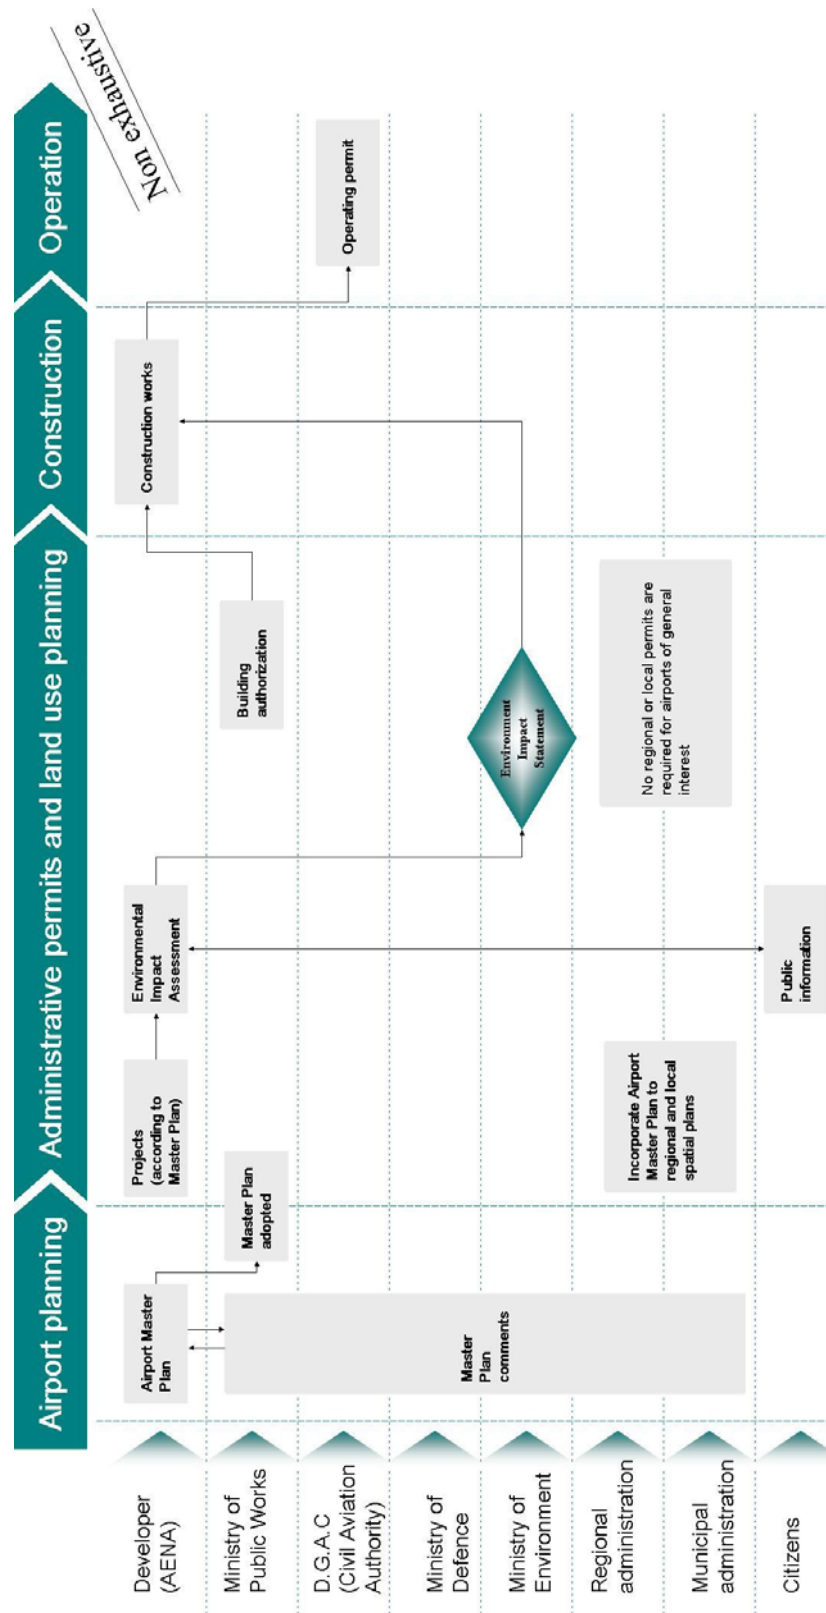 Airport planning
Administrative permits and land use planning
Construction
Operation
Non exhaustive
Developer
(AENA)
Airport Master
Plan
Projects
(according to
Master Plan)
Environmental
Impact
Assessment
Construction works
Ministry of
Public Works
Master Plan
adopted
Building
authorization
D.G.A.C
(Civil Aviation
Authority)
Operating permit
Ministry of
Defence
Master
Plan
comments
Ministry of
Environment
Environment
Impact
Statement
Regional
administration
Incorporate Airport
Master Plan to
regional and local
spatial plans
No regional or local permits are
required for airports of general
interest
Municipal
administration
Citizens
Public
information